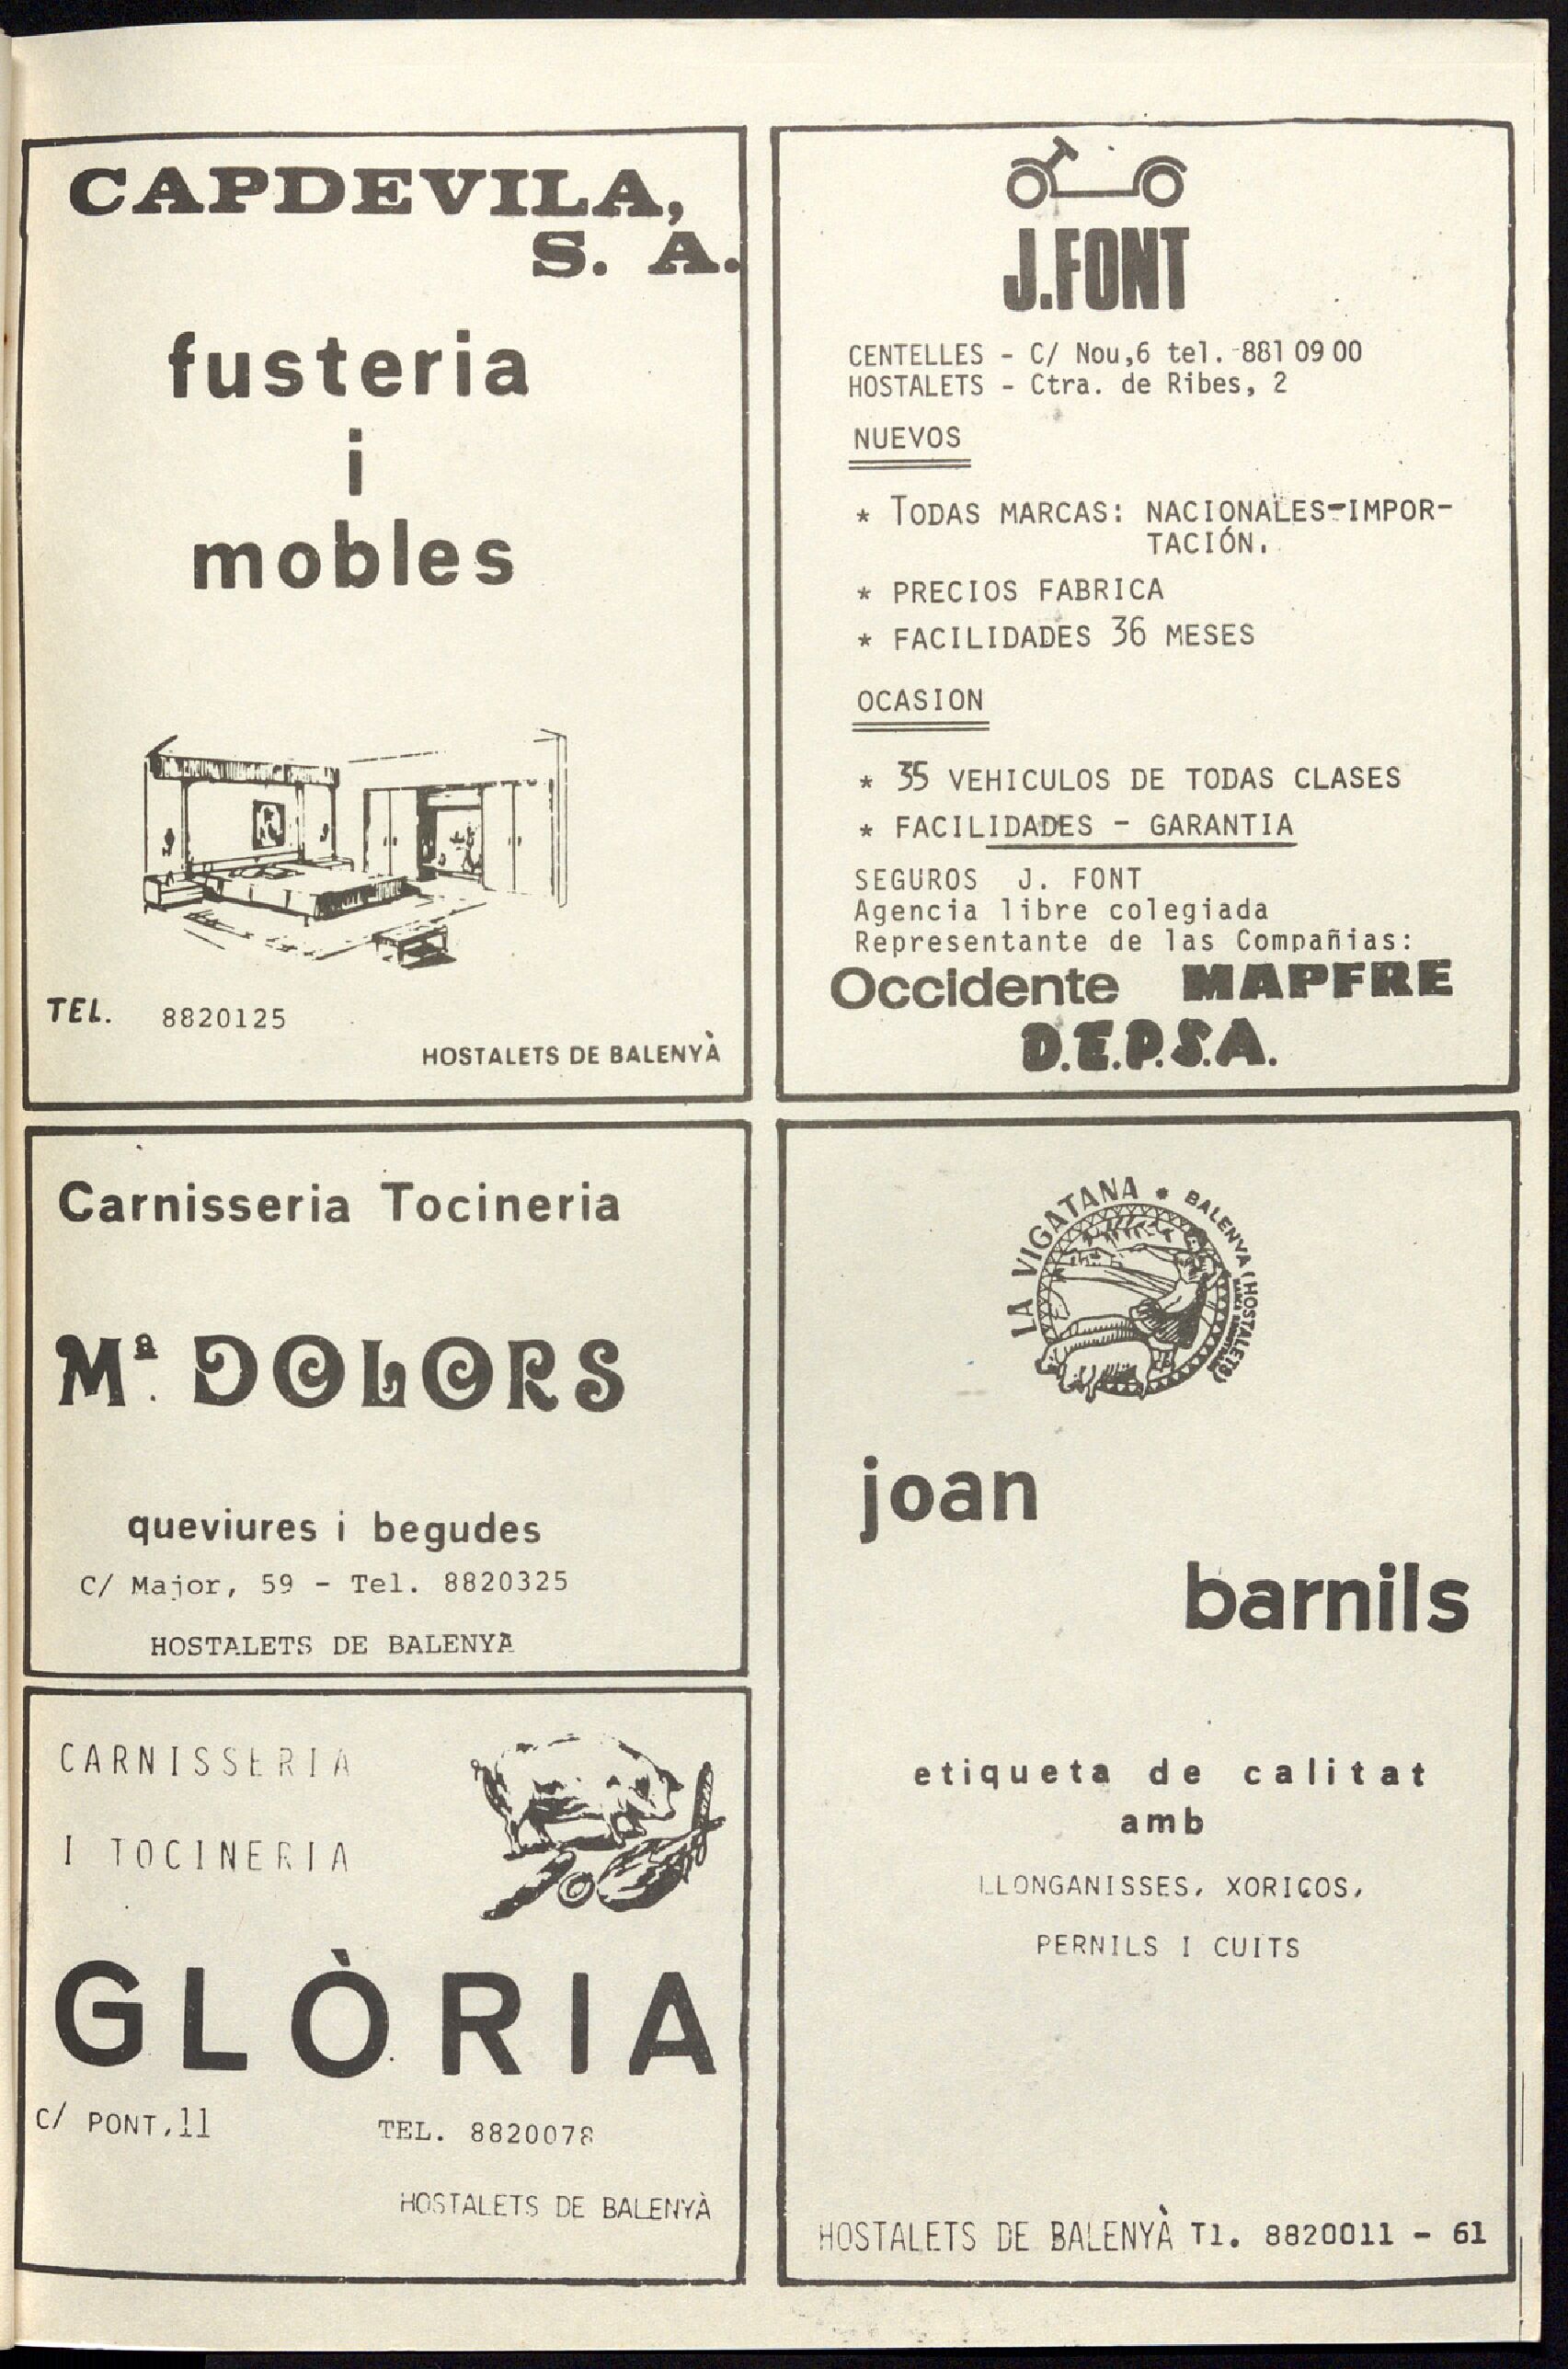 CAPDEVILA,
S. A.
fusteria
i
mobles
TEL. 8820125
HOSTALETS DE BALENYÀ
J.FONT
CENTELLES - C/ Nou,6 tel. 881 09 00
HOSTALETS - Ctra. de Ribes, 2
NUEVOS
* TODAS MARCAS: NACIONALES-IMPOR-
TACIÓN.
* PRECIOS FABRICA
* FACILIDADES 36 MESES
OCASION
* 35 VEHICULOS DE TODAS CLASES
* FACILIDADES - GARANTIA
SEGUROS J. FONT
Agencia libre colegiada
Representante de las Compañias:
Occidente MAPFRE
D.E.P.S.A.
Carnisseria Tocineria
Mª. DOLORS
queviures i begudes
C/ Major, 59 - Tel. 8820325
HOSTALETS DE BALENYA
CARNISSERIA
I TOCINERIA
GLÒRIA
C/ PONT,11 TEL. 8820078
HOSTALETS DE BALENYÀ
LA VIGATANA * BALENYA (HOSTALETS)
joan
barnils
etiqueta de calitat
amb
LLONGANISSES, XORIÇOS,
PERNILS I CUITS
HOSTALETS DE BALENYÀ Tl. 8820011 - 61